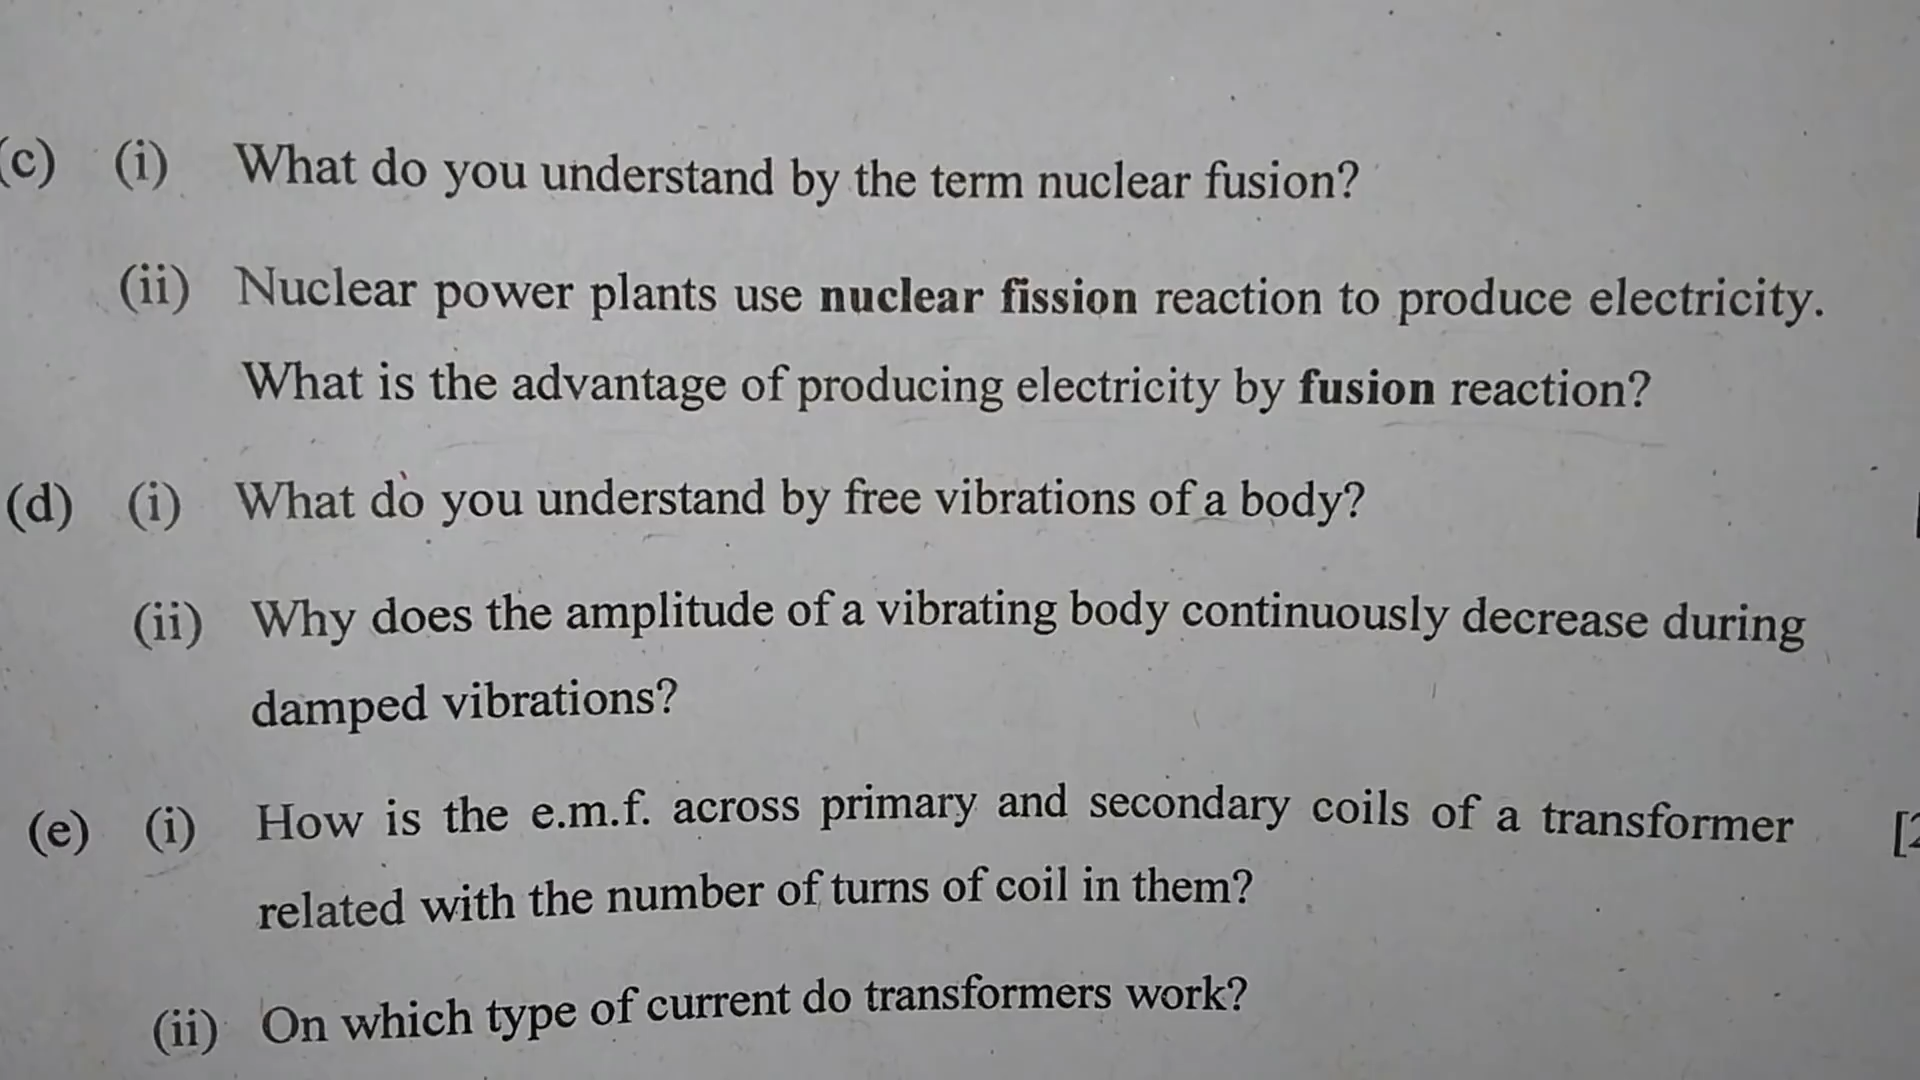 (c) (i) What do you understand by the term nuclear fusion?
(ii) Nuclear power plants use nuclear fission reaction to produce electricity.
What is the advantage of producing electricity by fusion reaction?
(d) (i) What do you understand by free vibrations of a body?
(ii) Why does the amplitude of a vibrating body continuously decrease during
damped vibrations?
(e) (i) How is the e.m.f. across primary and secondary coils of a transformer [2
related with the number of turns of coil in them?
(ii) On which type of current do transformers work?